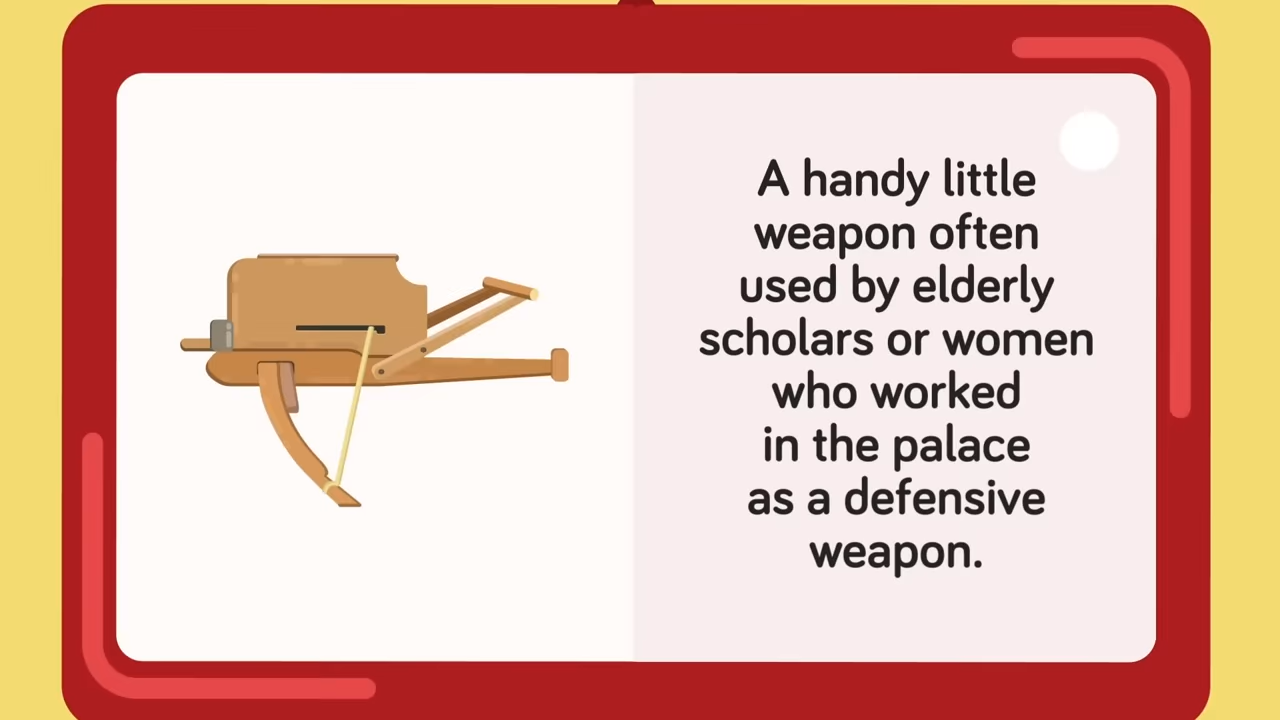 A handy little
weapon often
used by elderly
scholars or women
who worked
in the palace
as a defensive
weapon.